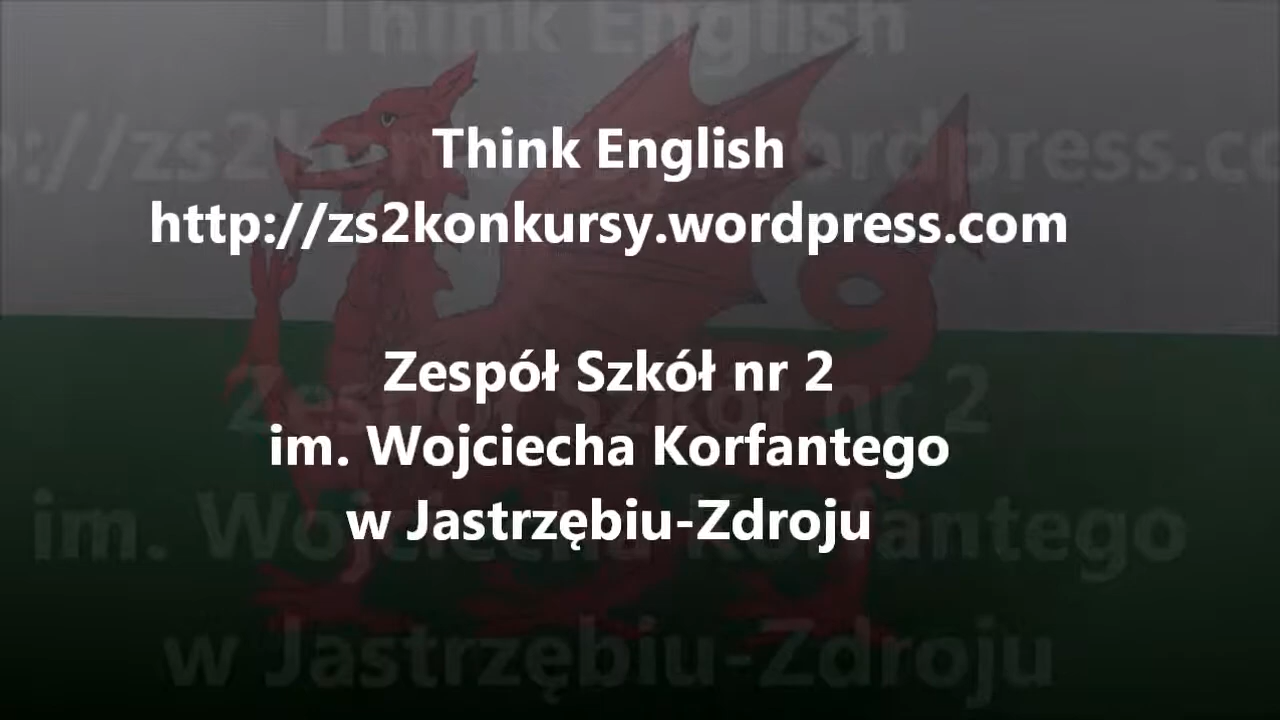 Think English
http://zs2konkursy.wordpress.com
Zespół Szkół nr 2
im. Wojciecha Korfantego
w Jastrzębiu-Zdroju